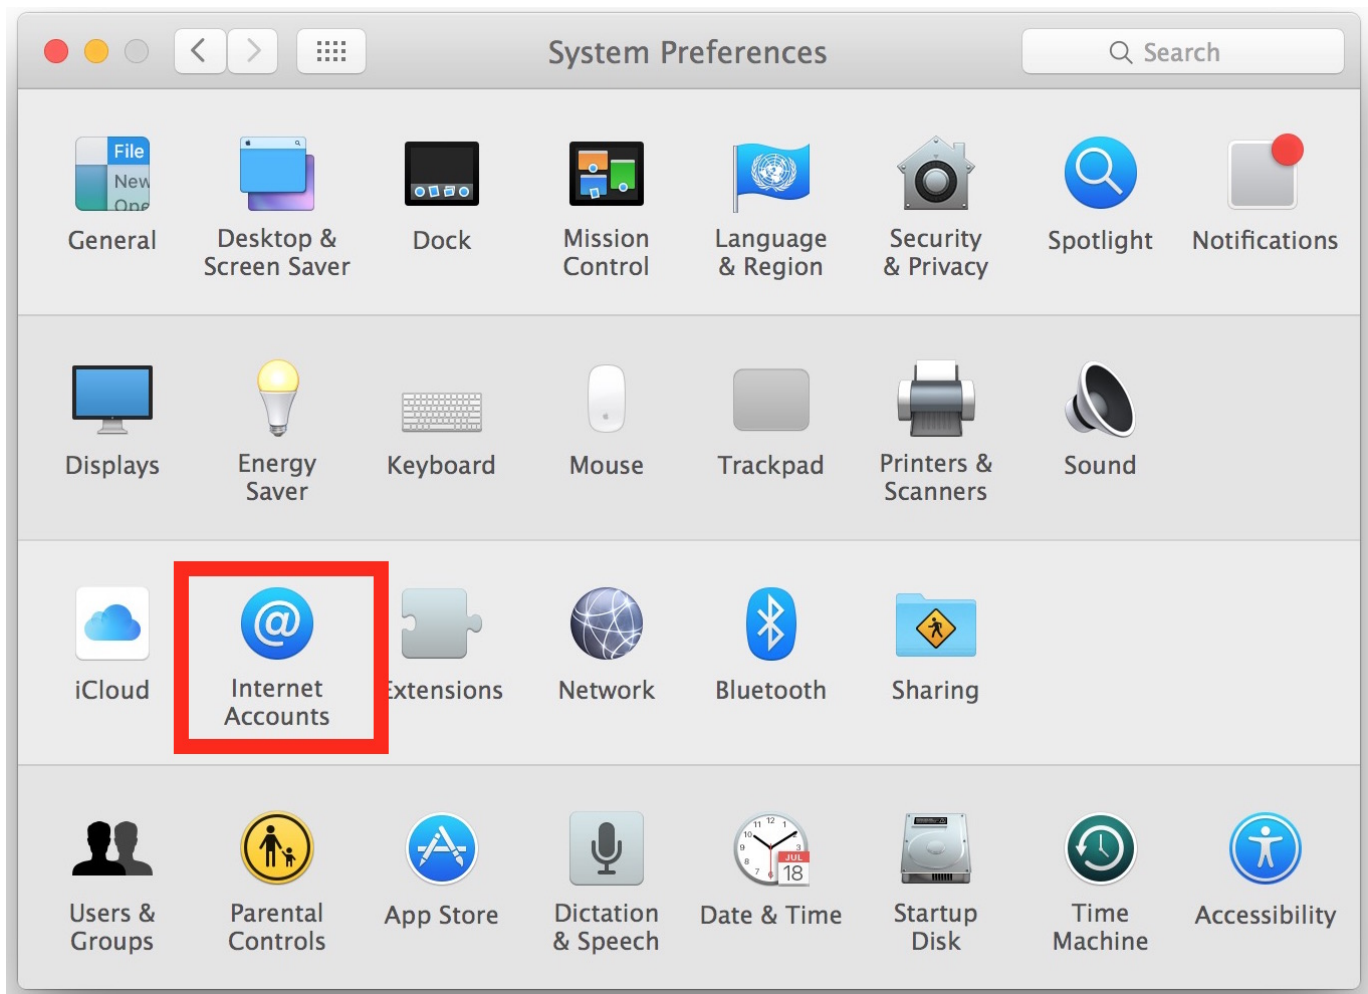 System Preferences
Search
File
New
Ope
General
Desktop &
Screen Saver
Dock
Mission
Control
Language
& Region
Security
& Privacy
Spotlight
Notifications
Displays
Energy
Saver
Keyboard
Mouse
Trackpad
Printers &
Scanners
Sound
iCloud
@
Internet
Accounts
Extensions
Network
Bluetooth
Sharing
Users &
Groups
Parental
Controls
App Store
Dictation
& Speech
JUL
18
Date & Time
Startup
Disk
Time
Machine
Accessibility